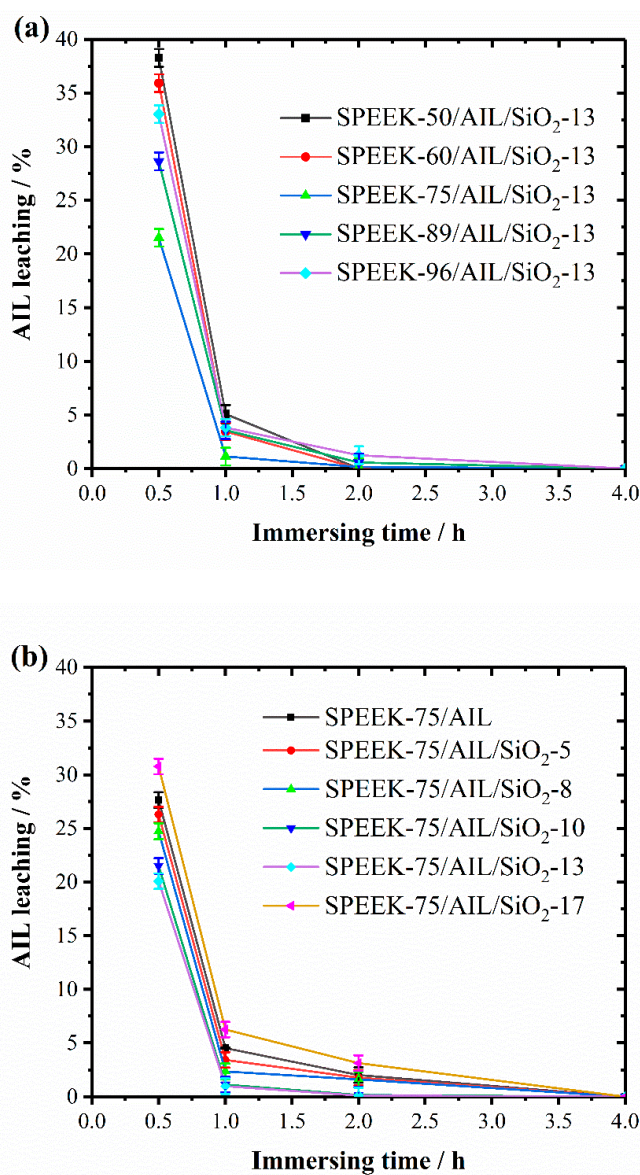 (a)
40
35
30
25
20
15
10
5
0
AIL leaching / %
SPEEK-50/AIL/SiO₂-13
SPEEK-60/AIL/SiO₂-13
SPEEK-75/AIL/SiO₂-13
SPEEK-89/AIL/SiO₂-13
SPEEK-96/AIL/SiO₂-13
0.0 0.5 1.0 1.5 2.0 2.5 3.0 3.5 4.0
Immersing time / h
(b)
40
35
30
25
20
15
10
5
0
AIL leaching / %
SPEEK-75/AIL
SPEEK-75/AIL/SiO₂-5
SPEEK-75/AIL/SiO₂-8
SPEEK-75/AIL/SiO₂-10
SPEEK-75/AIL/SiO₂-13
SPEEK-75/AIL/SiO₂-17
0.0 0.5 1.0 1.5 2.0 2.5 3.0 3.5 4.0
Immersing time / h